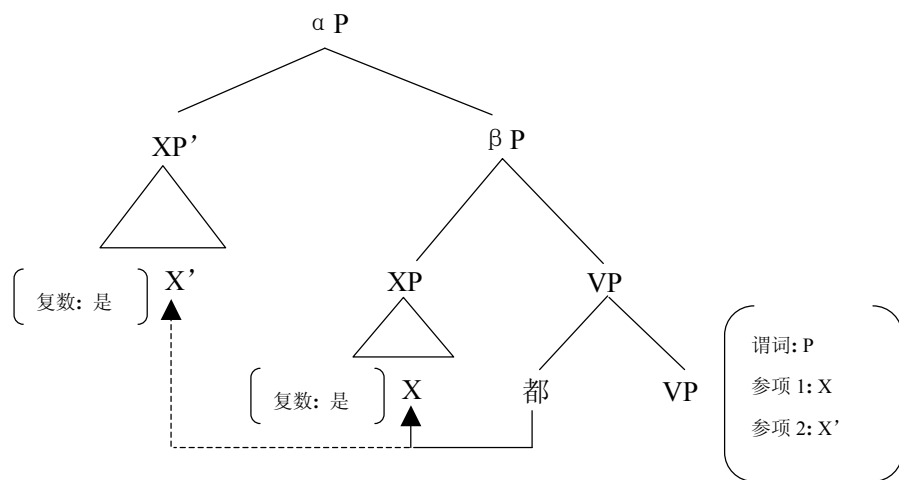 αP
XP’
βP
复数: 是
X’
XP
VP
复数: 是
X
都
VP
谓词: P
参项 1: X
参项 2: X’